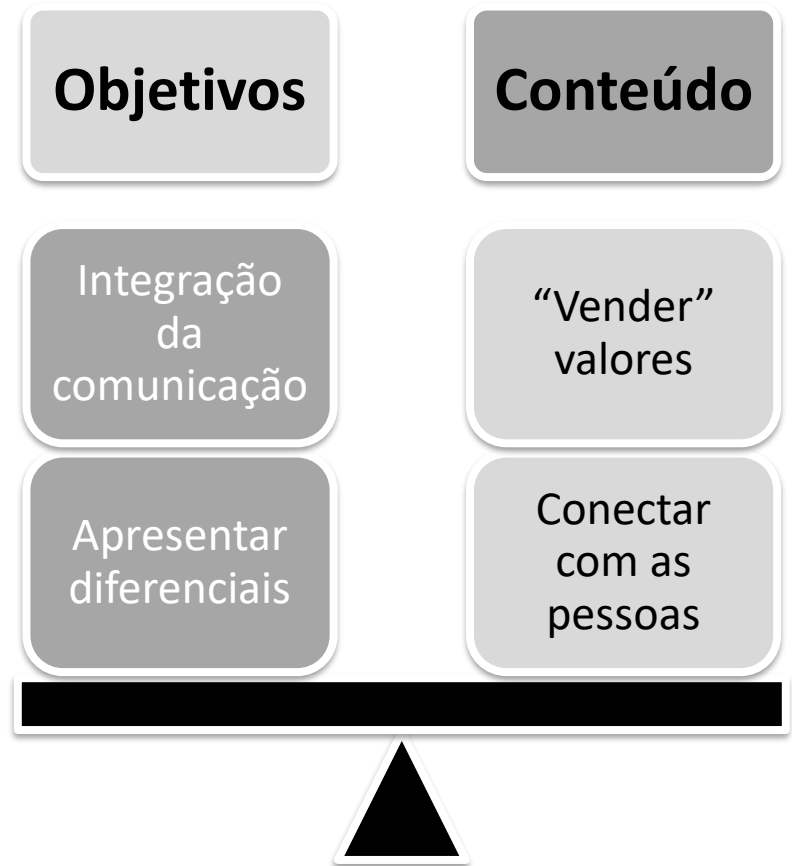 Objetivos
Conteúdo
Integração
da
comunicação
“Vender”
valores
Apresentar
diferenciais
Conectar
com as
pessoas